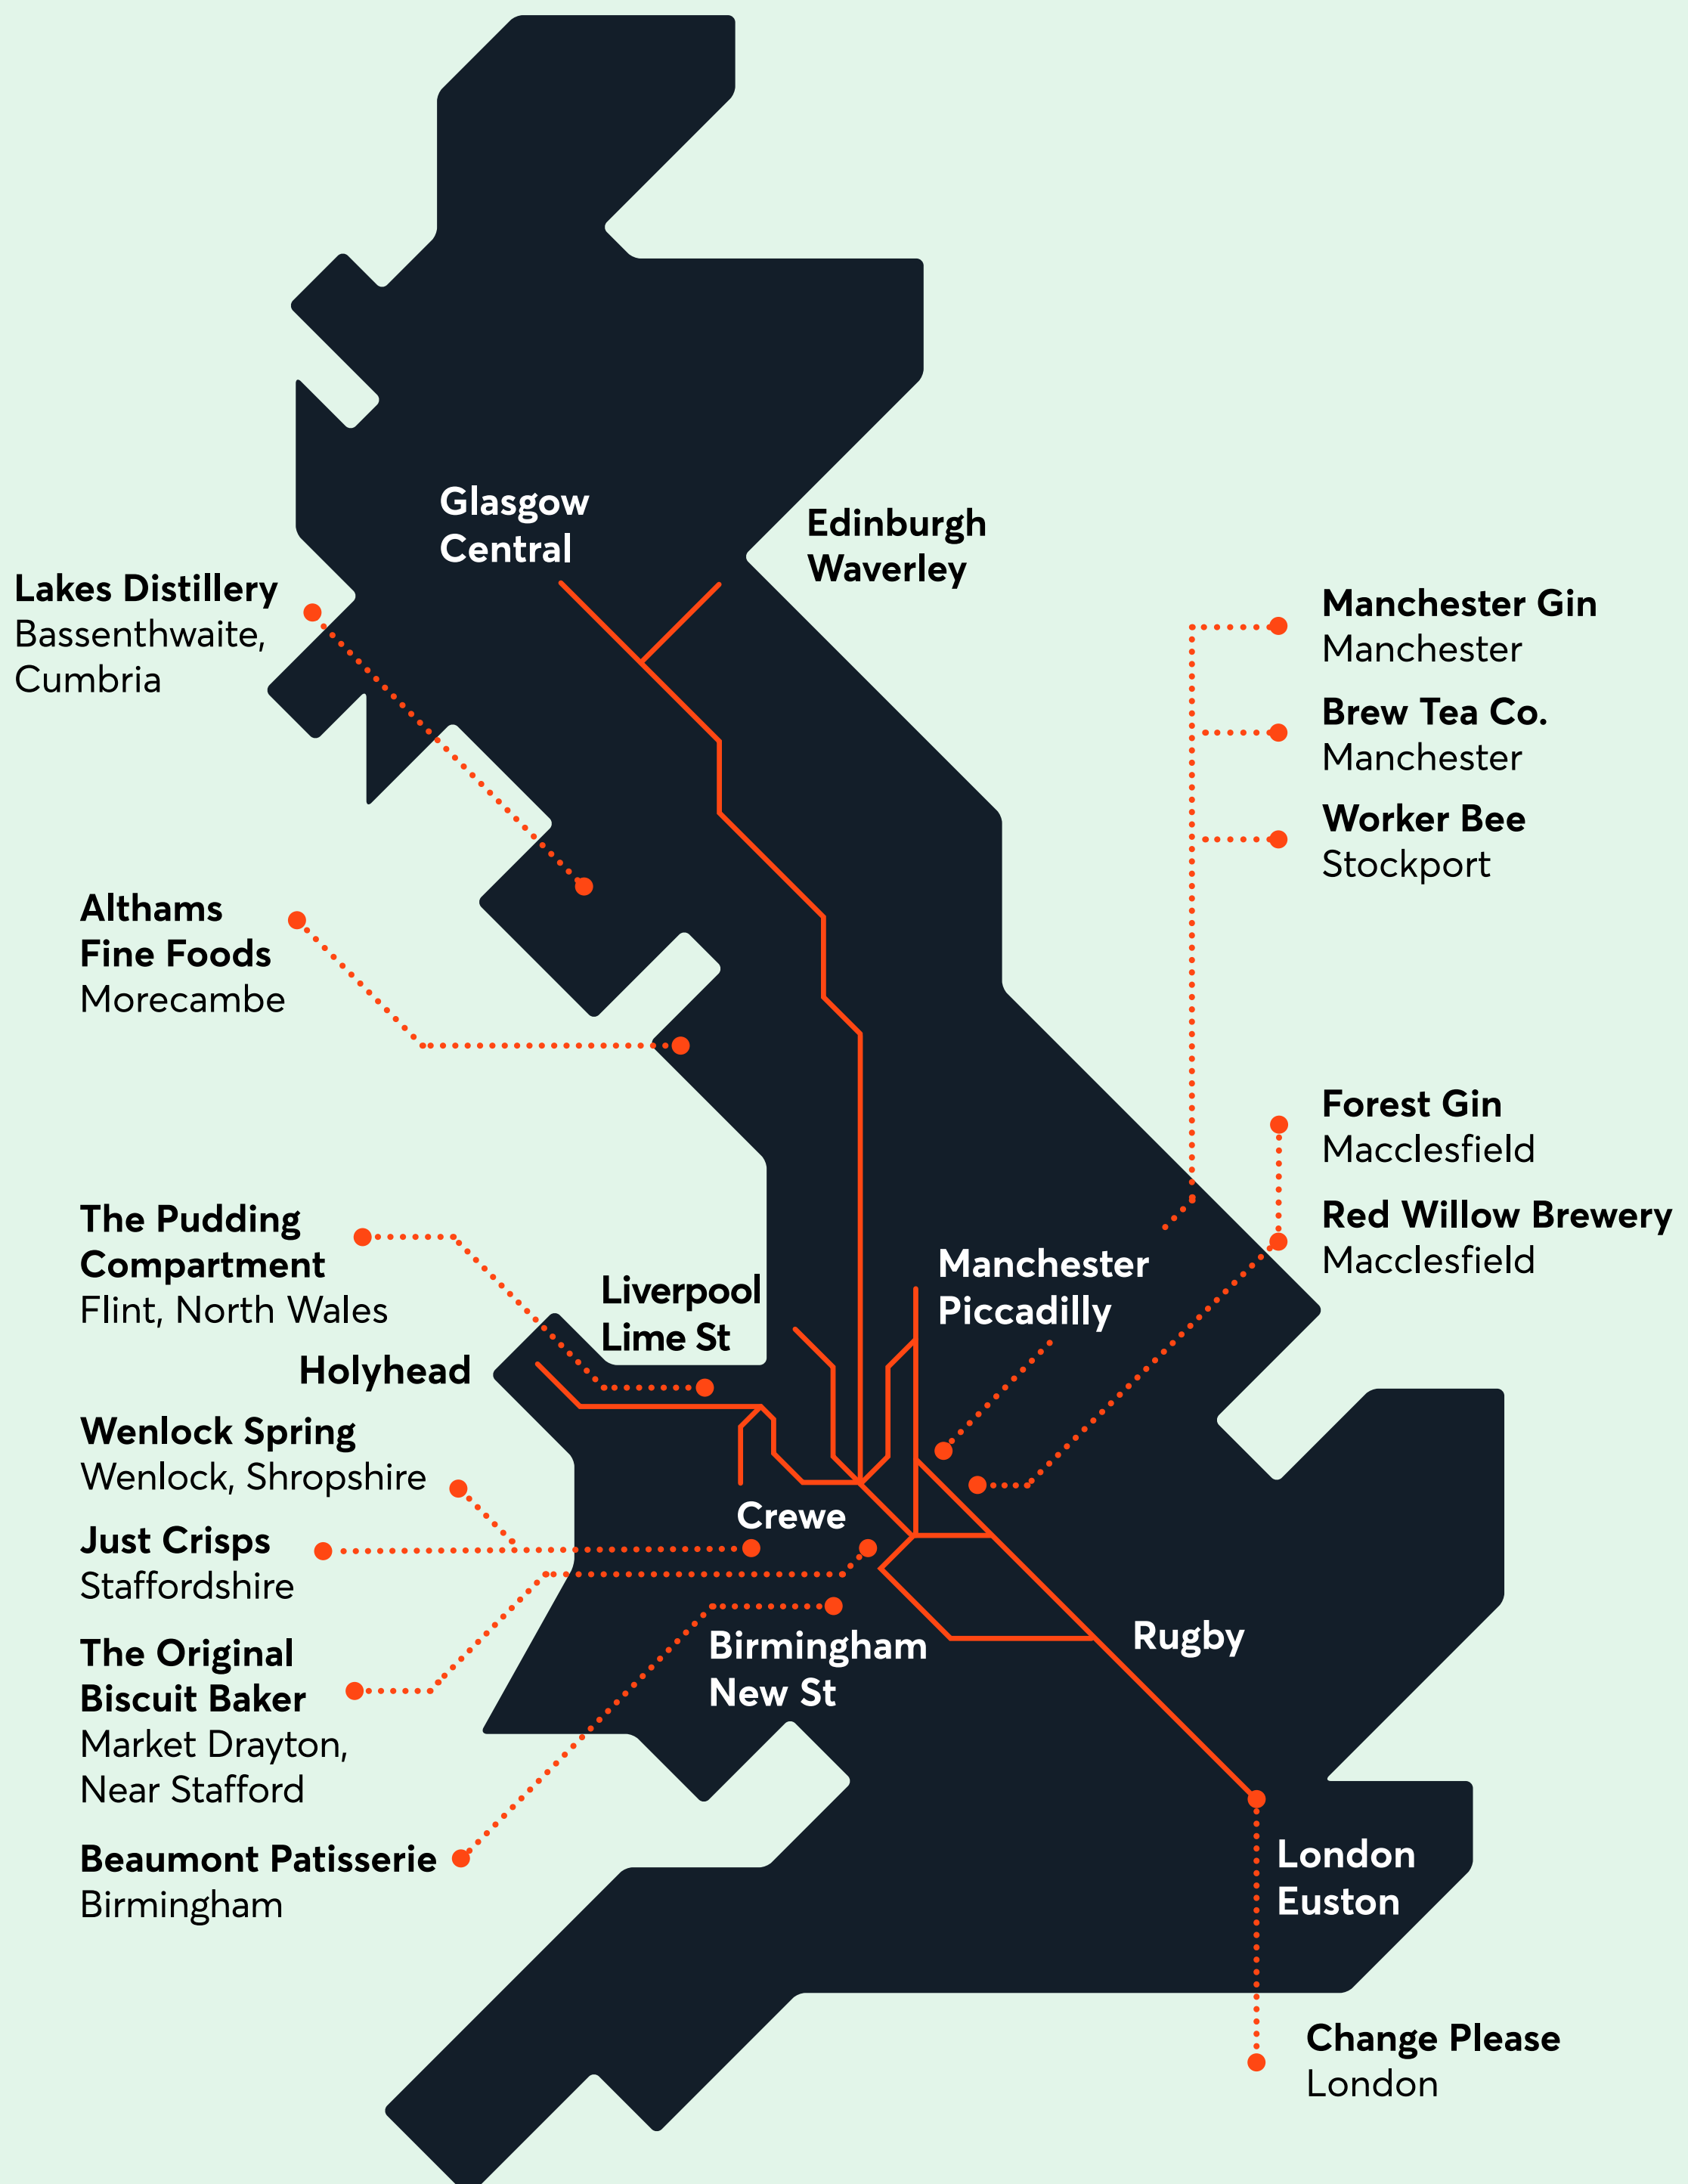 Glasgow
Central
Edinburgh
Waverley
Lakes Distillery
Bassenthwaite,
Cumbria
Manchester Gin
Manchester
Brew Tea Co.
Manchester
Worker Bee
Stockport
Althams
Fine Foods
Morecambe
Forest Gin
Macclesfield
Red Willow Brewery
Macclesfield
The Pudding
Compartment
Flint, North Wales
Liverpool
Lime St
Manchester
Piccadilly
Holyhead
Wenlock Spring
Wenlock, Shropshire
Crewe
Just Crisps
Staffordshire
The Original
Biscuit Baker
Market Drayton,
Near Stafford
Birmingham
New St
Rugby
Beaumont Patisserie
Birmingham
London
Euston
Change Please
London